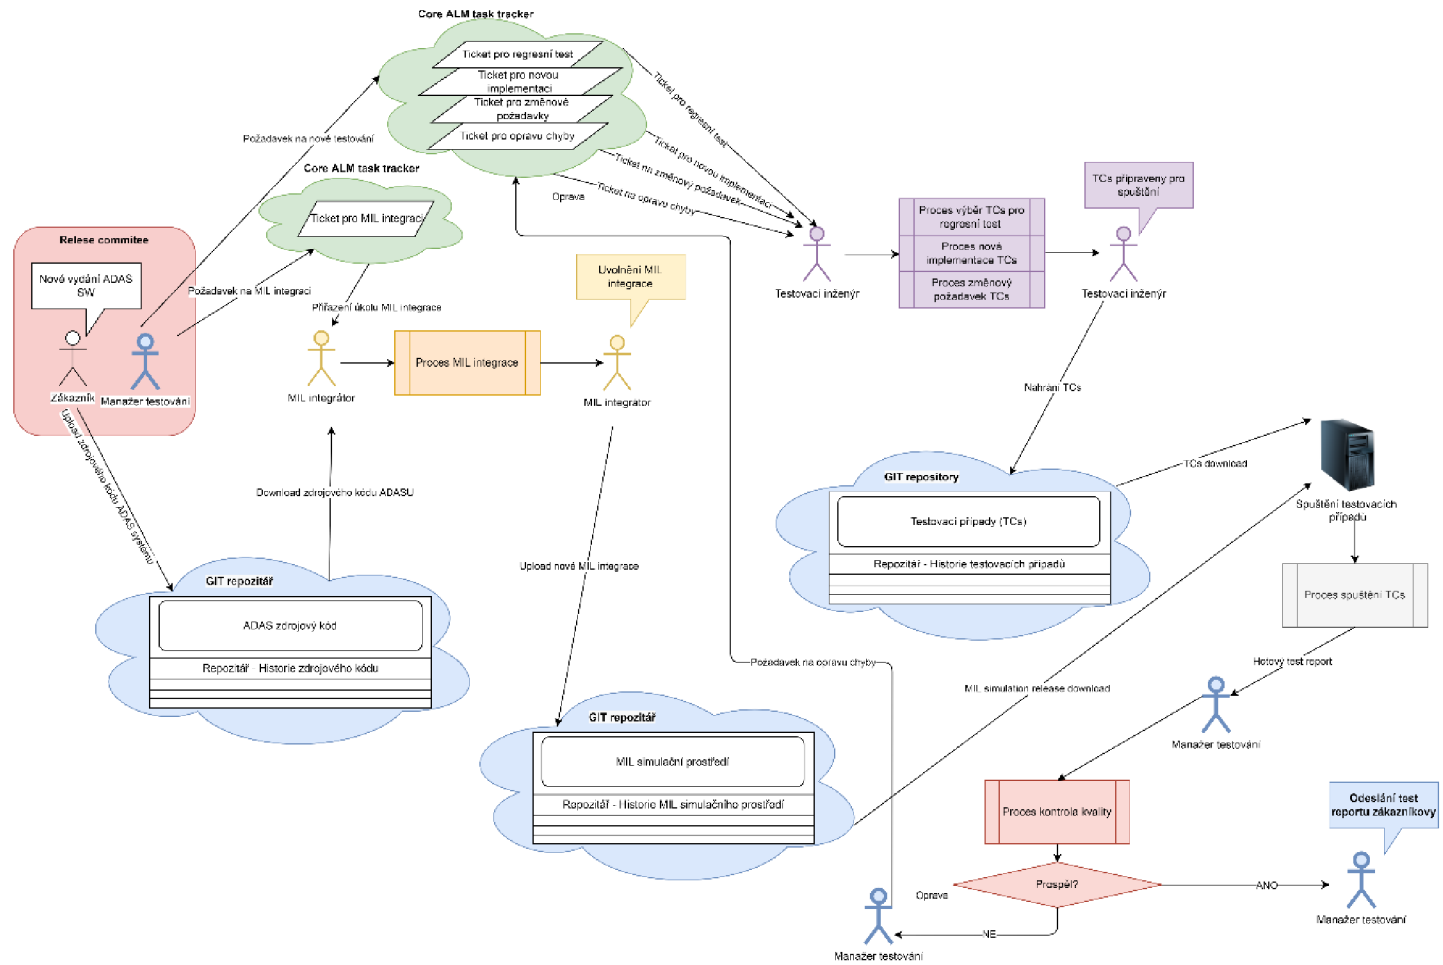 Core ALM task tracker
Ticket pro regresní test
Ticket pro novou
implementaci
Ticket pro změnové
požadavky
Ticket pro opravu chyby
Ticket pro regresní test
Ticket pro novou implementaci
Ticket na změnový požadavek
Ticket na opravu chyby
Oprava
Požadavek na nové testování
Core ALM task tracker
Ticket pro MIL integraci
Relese commitee
Nové vydání ADAS
SW
Zákazník
Manažer testování
Požadavek na MIL integraci
Přiřazení úkolu MIL integrace
MIL integrátor
Proces MIL integrace
Uvolnění MIL
integrace
MIL integrátor
Testovací inženýr
Proces výběr TCs pro
regresní test
Proces nová
implementace TCs
Proces změnový
požadavek TCs
TCs připraveny pro
spuštění
Testovací inženýr
Nahrání TCs
Upload zdrojového kódu ADAS systému
Download zdrojového kódu ADASU
GIT repozitář
ADAS zdrojový kód
Repozitář - Historie zdrojového kódu
Upload nové MIL integrace
GIT repozitář
MIL simulační prostředí
Repozitář - Historie MIL simulačního prostředí
GIT repository
Testovací případy (TCs)
Repozitář - Historie testovacích případů
TCs download
MIL simulation release download
Spuštění testovacích
případů
Proces spuštění TCs
Hotový test report
Manažer testování
Proces kontrola kvality
Prospěl?
ANO
NE
Oprava
Požadavek na opravu chyby
Manažer testování
Odeslání test
reportu zákazníkovy
Manažer testování